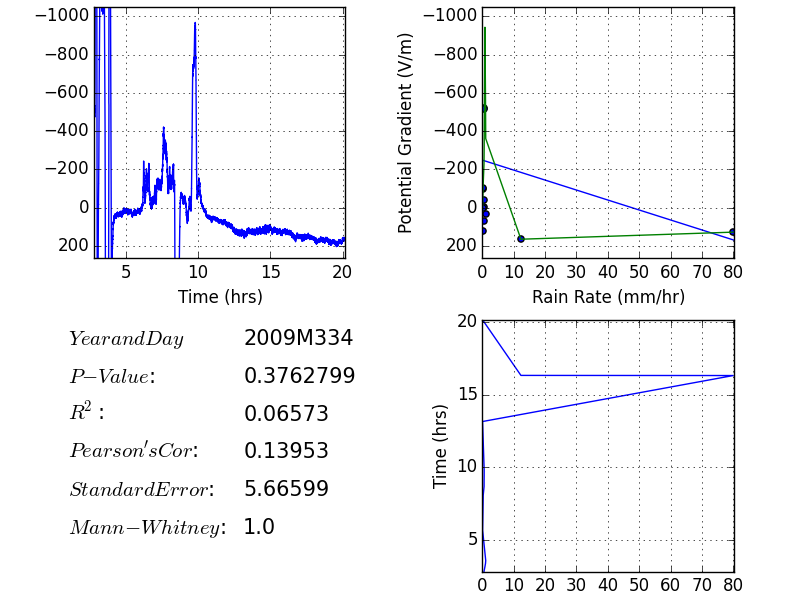 −1000
−800
−600
−400
−200
0
200
5 10 15 20
Time (hrs)
Potential Gradient (V/m)
−1000
−800
−600
−400
−200
0
200
0 10 20 30 40 50 60 70 80
Rain Rate (mm/hr)
YearandDay 2009M334
P−Value: 0.3762799
R² : 0.06573
Pearson'sCor: 0.13953
StandardError: 5.66599
Mann−Whitney: 1.0
Time (hrs)
20
15
10
5
0 10 20 30 40 50 60 70 80